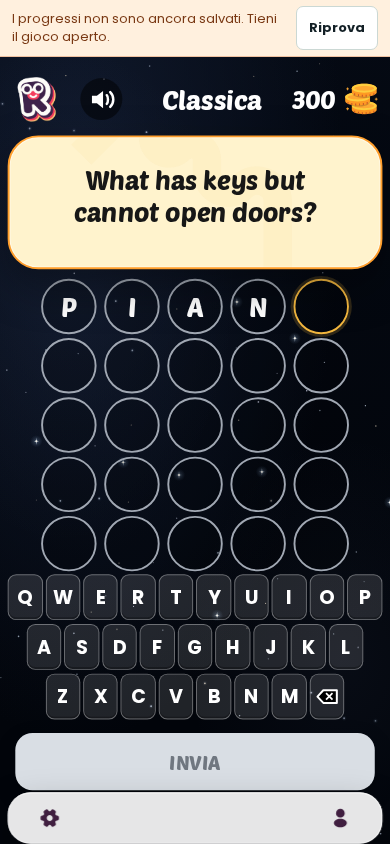 I progressi non sono ancora salvati. Tieni
il gioco aperto.
Riprova
Classica
300
What has keys but
cannot open doors?
P I A N
Q W E R T Y U I O P
A S D F G H J K L
Z X C V B N M
INVIA